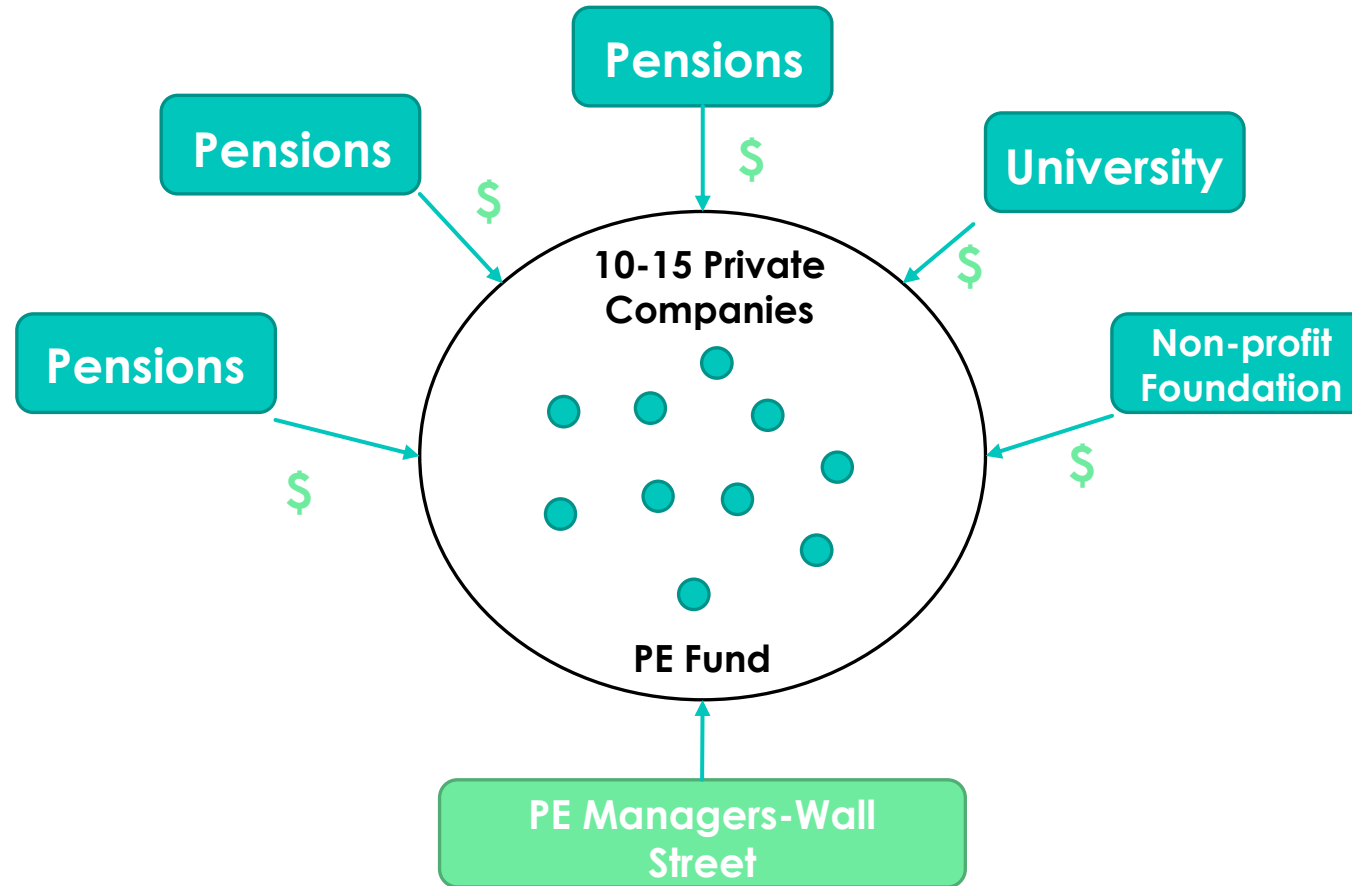 Pensions
Pensions
$
$
University
$
Pensions
$
Non-profit
Foundation
$
10-15 Private
Companies
PE Fund
PE Managers-Wall
Street